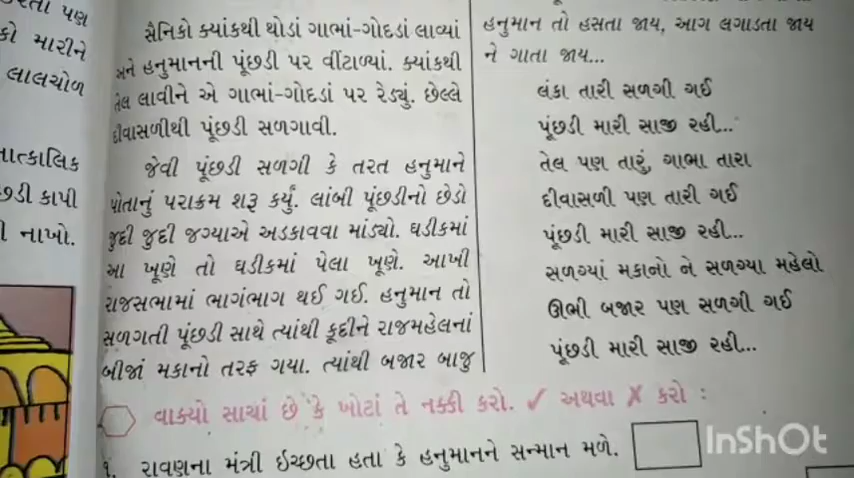 રતા પણ
કો મારીને
લાલચોળ
તાત્કાલિક
છડી કાપી
નાખો.
સૈનિકો ક્યાંકથી થોડાં ગાભાં-ગોદડાં લાવ્યાં
અને હનુમાનની પૂંછડી પર વીંટાળ્યાં. ક્યાંકથી
તેલ લાવીને એ ગાભાં-ગોદડાં પર રેડ્યું. છેલ્લે
દીવાસળીથી પૂંછડી સળગાવી.
જેવી પૂંછડી સળગી કે તરત હનુમાને
પોતાનું પરાક્રમ શરૂ કર્યું. લાંબી પૂંછડીનો છેડો
જુદી જુદી જગ્યાએ અડકાવવા માંડ્યો. ઘડીકમાં
આ ખૂણે તો ઘડીકમાં પેલા ખૂણે. આખી
રાજસભામાં ભાગંભાગ થઈ ગઈ. હનુમાન તો
સળગતી પૂંછડી સાથે ત્યાંથી કૂદીને રાજમહેલનાં
બીજાં મકાનો તરફ ગયા. ત્યાંથી બજાર બાજુ
હનુમાન તો હસતા જાય, આગ લગાડતા જાય
ને ગાતા જાય...
લંકા તારી સળગી ગઈ
પૂંછડી મારી સાજી રહી...
તેલ પણ તારું, ગાભા તારા
દીવાસળી પણ તારી ગઈ
પૂંછડી મારી સાજી રહી...
સળગ્યાં મકાનો ને સળગ્યા મહેલો
ઊભી બજાર પણ સળગી ગઈ
પૂંછડી મારી સાજી રહી...
વાક્યો સાચાં છે કે ખોટાં તે નક્કી કરો. ✓ અથવા ✗ કરો :
૧. રાવણના મંત્રી ઇચ્છતા હતા કે હનુમાનને સન્માન મળે.
InShOt